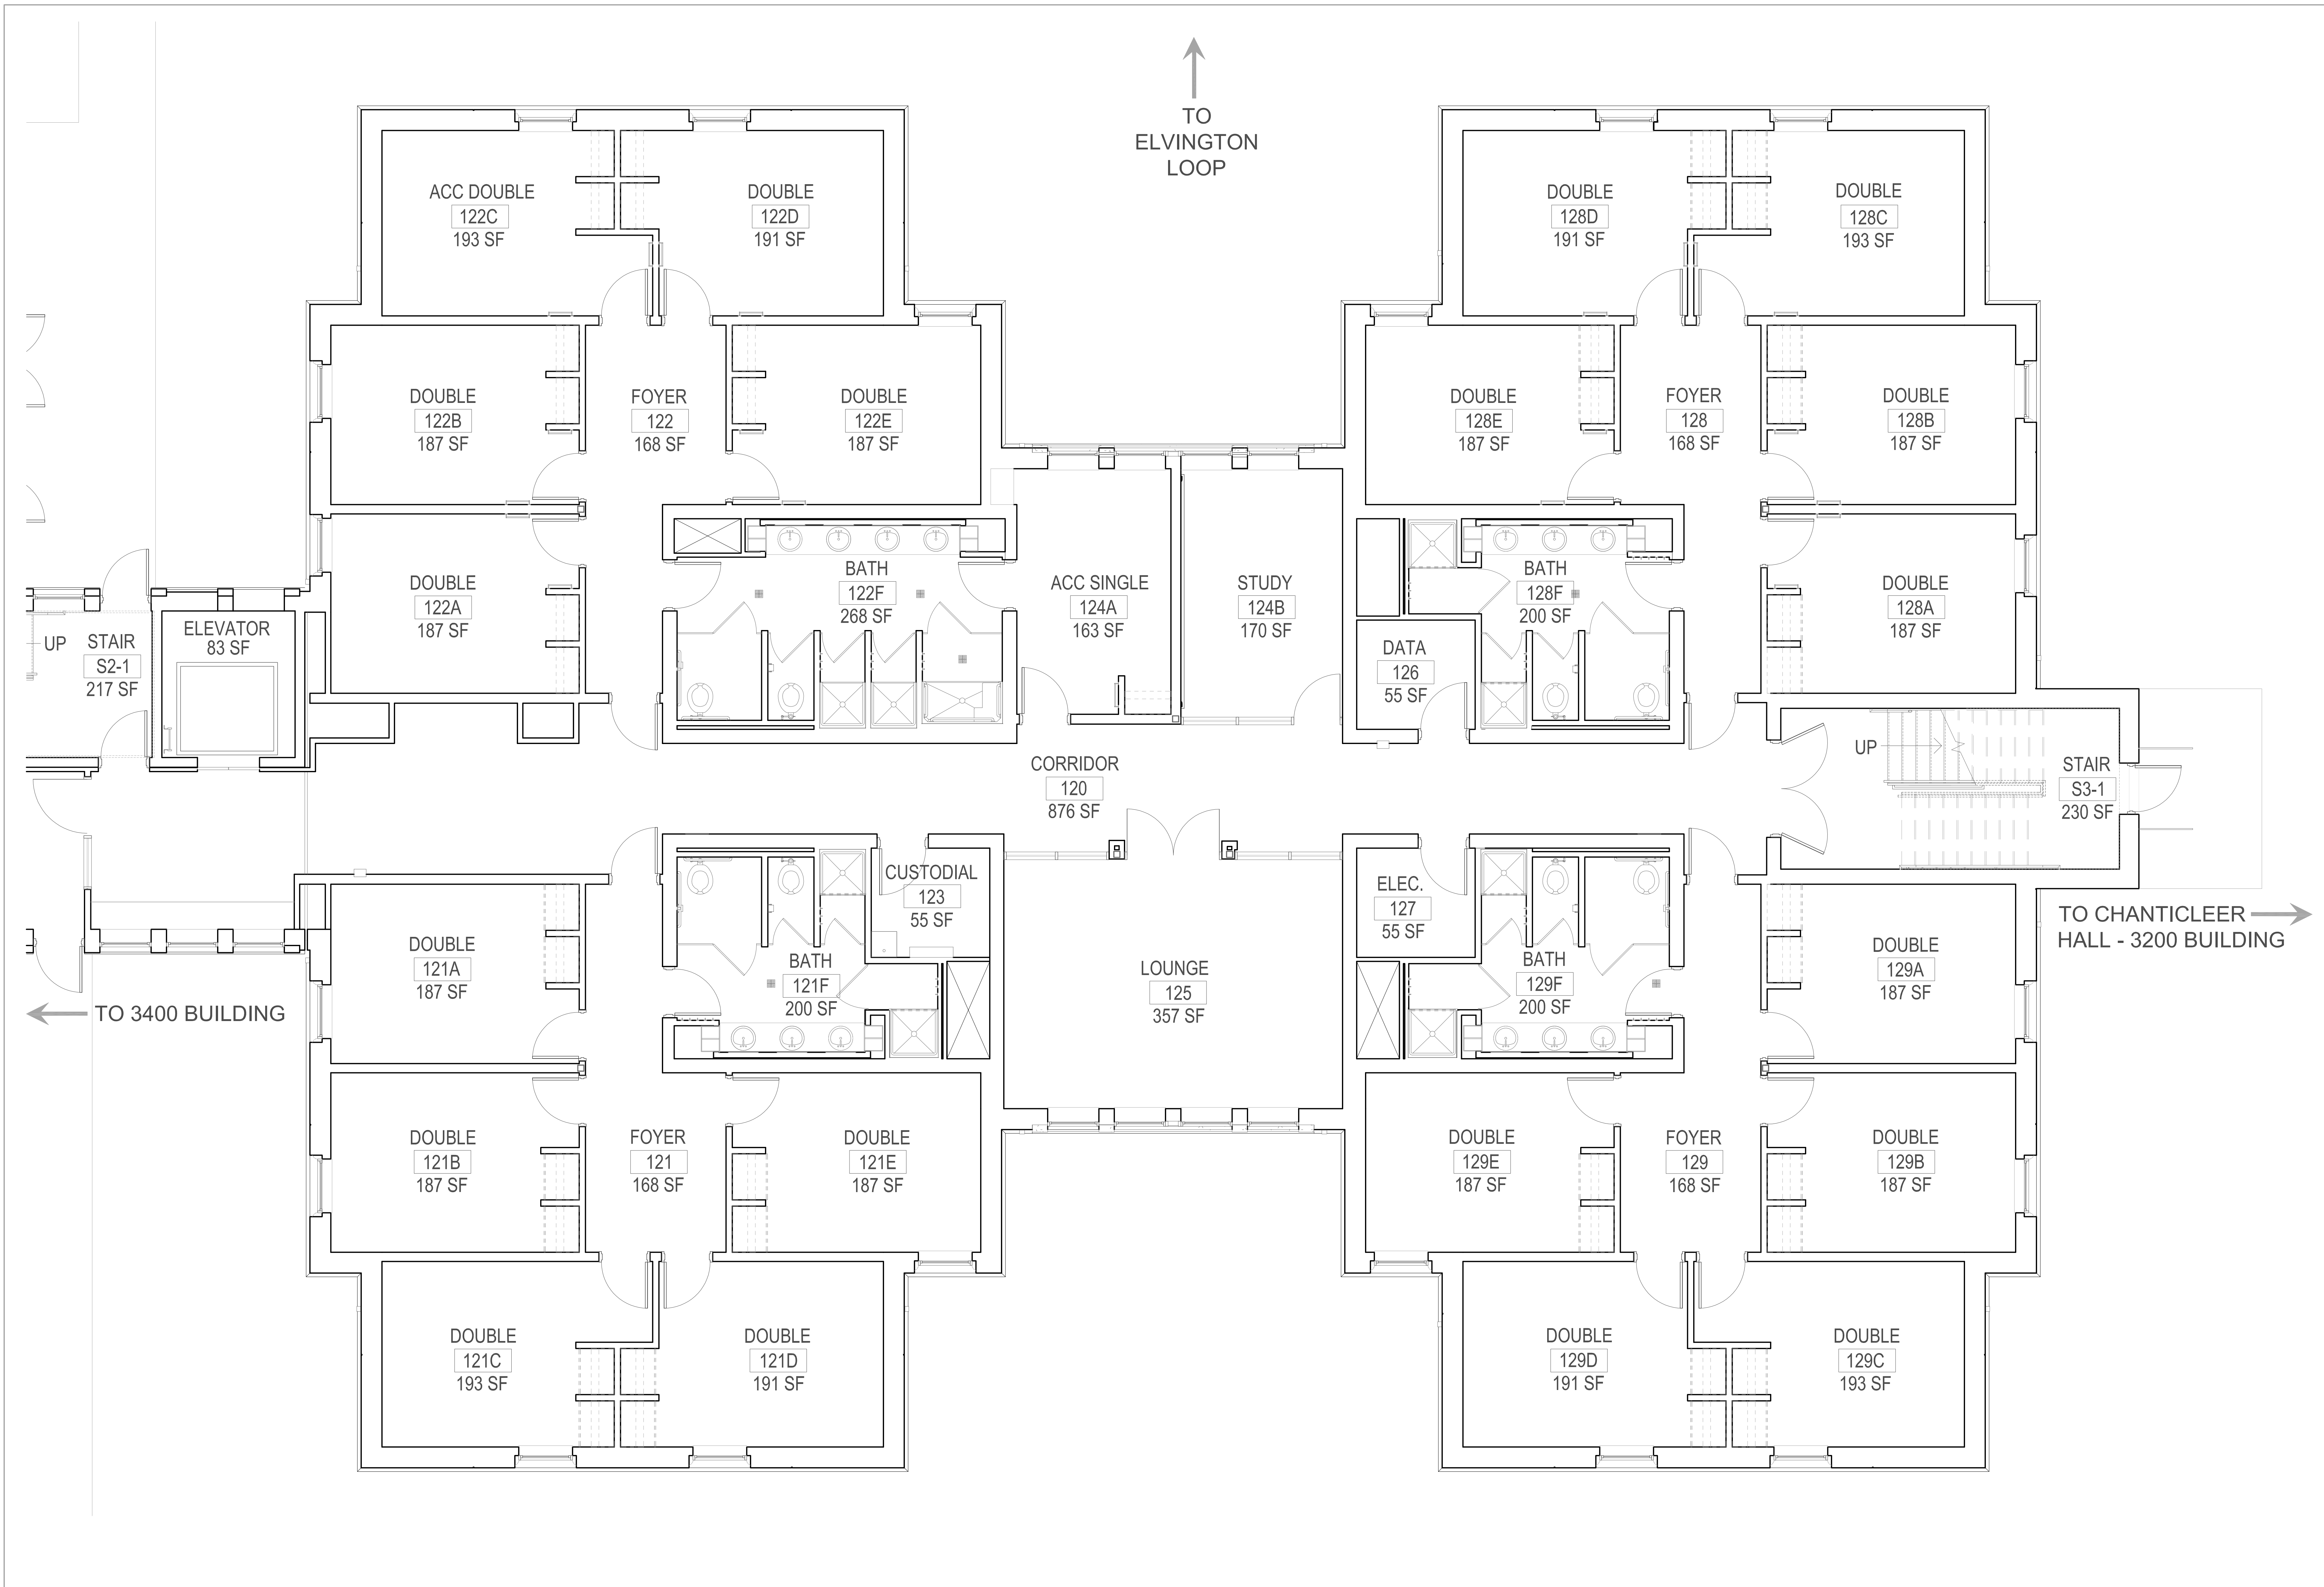 TO
ELVINGTON
LOOP
ACC DOUBLE
122C
193 SF
DOUBLE
122D
191 SF
DOUBLE
128D
191 SF
DOUBLE
128C
193 SF
DOUBLE
122B
187 SF
FOYER
122
168 SF
DOUBLE
122E
187 SF
DOUBLE
128E
187 SF
FOYER
128
168 SF
DOUBLE
128B
187 SF
DOUBLE
122A
187 SF
BATH
122F
268 SF
ACC SINGLE
124A
163 SF
STUDY
124B
170 SF
BATH
128F
200 SF
DOUBLE
128A
187 SF
UP
STAIR
S2-1
217 SF
ELEVATOR
83 SF
DATA
126
55 SF
CORRIDOR
120
876 SF
UP
STAIR
S3-1
230 SF
CUSTODIAL
123
55 SF
ELEC.
127
55 SF
TO CHANTICLEER
HALL - 3200 BUILDING
DOUBLE
121A
187 SF
BATH
121F
200 SF
LOUNGE
125
357 SF
BATH
129F
200 SF
DOUBLE
129A
187 SF
TO 3400 BUILDING
DOUBLE
121B
187 SF
FOYER
121
168 SF
DOUBLE
121E
187 SF
DOUBLE
129E
187 SF
FOYER
129
168 SF
DOUBLE
129B
187 SF
DOUBLE
121C
193 SF
DOUBLE
121D
191 SF
DOUBLE
129D
191 SF
DOUBLE
129C
193 SF